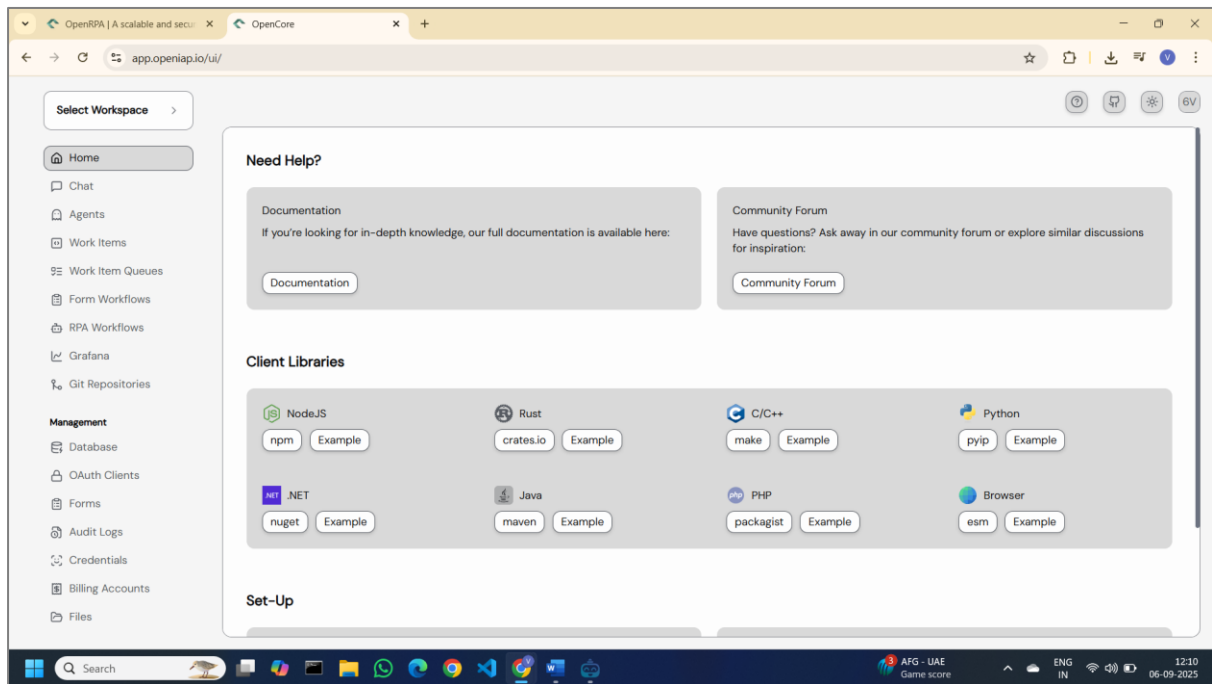 OpenRPA | A scalable and secur
OpenCore
app.openiap.io/ui/
V
Select Workspace
6V
Home
Chat
Agents
Work Items
Work Item Queues
Form Workflows
RPA Workflows
Grafana
Git Repositories
Management
Database
OAuth Clients
Forms
Audit Logs
Credentials
Billing Accounts
Files
Need Help?
Documentation
If you're looking for in-depth knowledge, our full documentation is available here:
Documentation
Community Forum
Have questions? Ask away in our community forum or explore similar discussions
for inspiration:
Community Forum
Client Libraries
JS NodeJS
npm Example
Rust
crates.io Example
C C/C++
make Example
Python
pyip Example
.NET .NET
nuget Example
Java
maven Example
php PHP
packagist Example
Browser
esm Example
Set-Up
Search
V
3
AFG - UAE
Game score
ENG
IN
12:10
06-09-2025